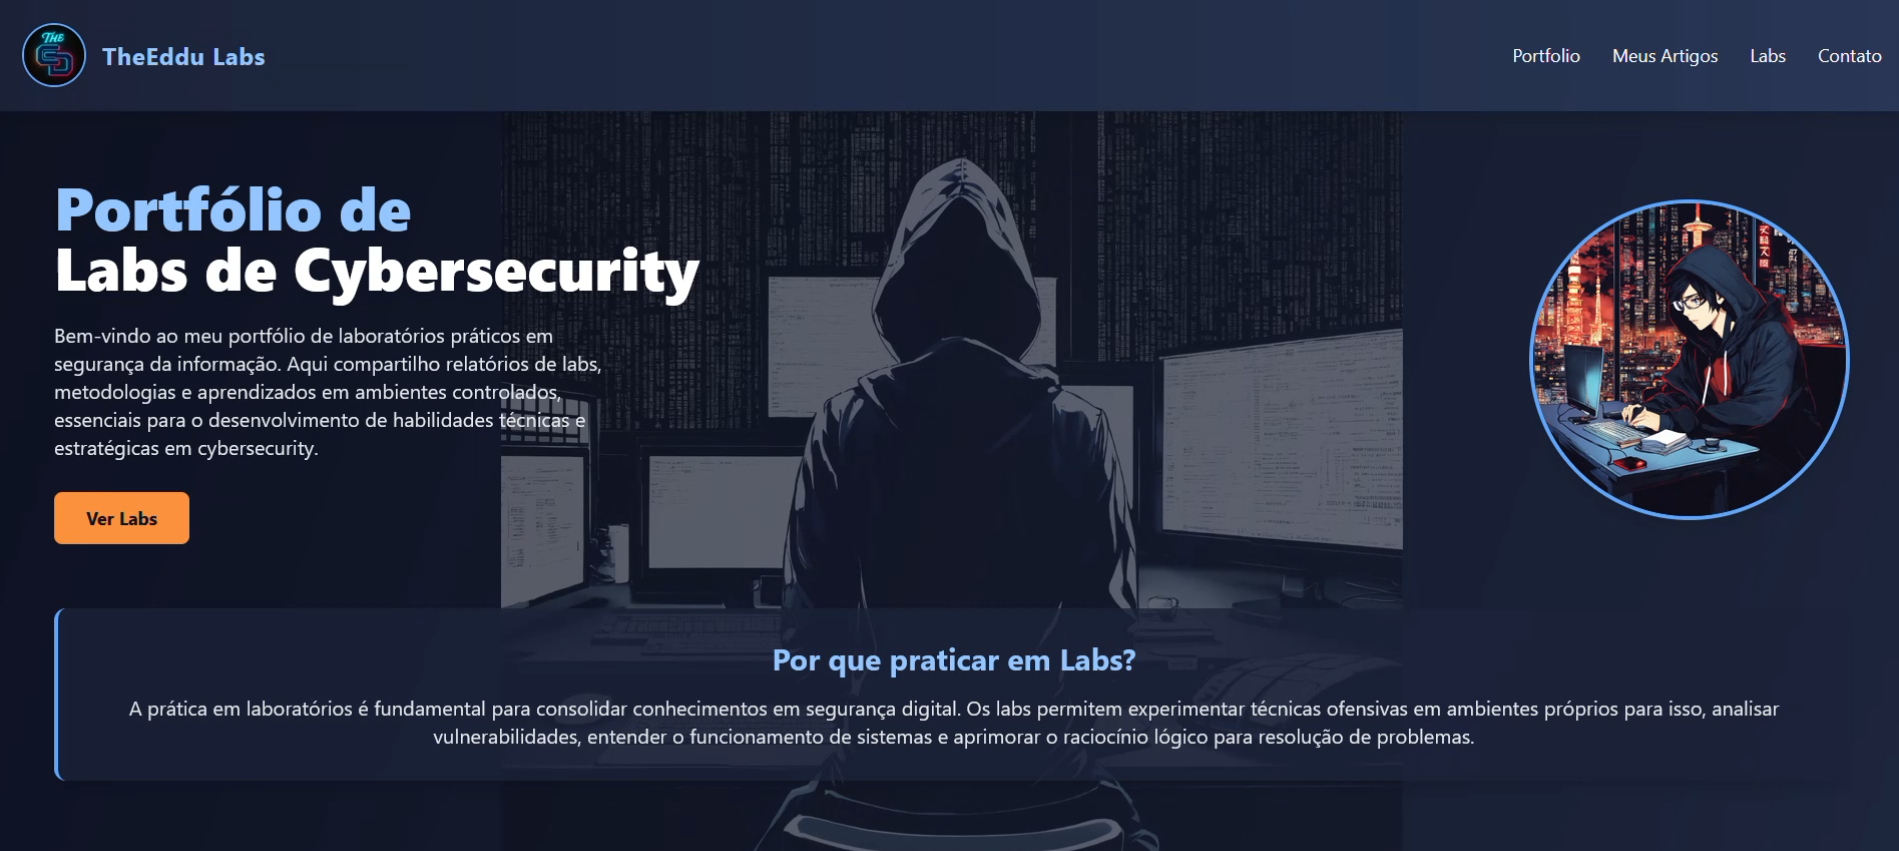 THE
TheEddu Labs
Portfolio
Meus Artigos
Labs
Contato
Portfólio de
Labs de Cybersecurity
Bem-vindo ao meu portfólio de laboratórios práticos em
segurança da informação. Aqui compartilho relatórios de labs,
metodologias e aprendizados em ambientes controlados,
essenciais para o desenvolvimento de habilidades técnicas e
estratégicas em cybersecurity.
Ver Labs
Por que praticar em Labs?
A prática em laboratórios é fundamental para consolidar conhecimentos em segurança digital. Os labs permitem experimentar técnicas ofensivas em ambientes próprios para isso, analisar
vulnerabilidades, entender o funcionamento de sistemas e aprimorar o raciocínio lógico para resolução de problemas.